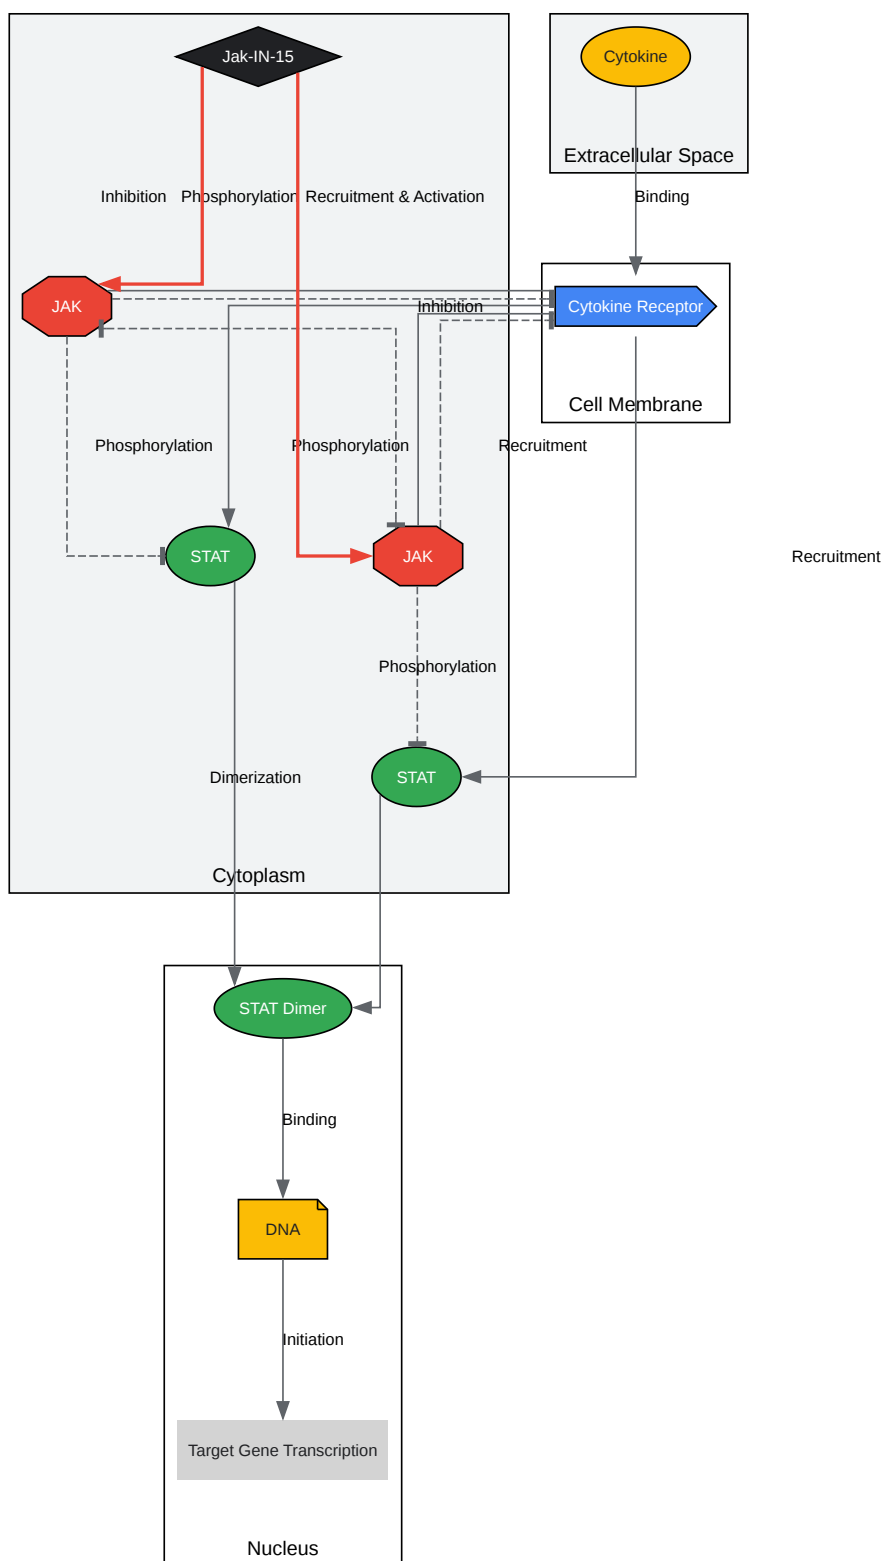 Jak-IN-15
Cytokine
Extracellular Space
Inhibition
Phosphorylation
Recruitment & Activation
Binding
JAK
Inhibition
Cytokine Receptor
Cell Membrane
Phosphorylation
Phosphorylation
Recruitment
STAT
JAK
Recruitment
Phosphorylation
Dimerization
STAT
Cytoplasm
STAT Dimer
Binding
DNA
Initiation
Target Gene Transcription
Nucleus